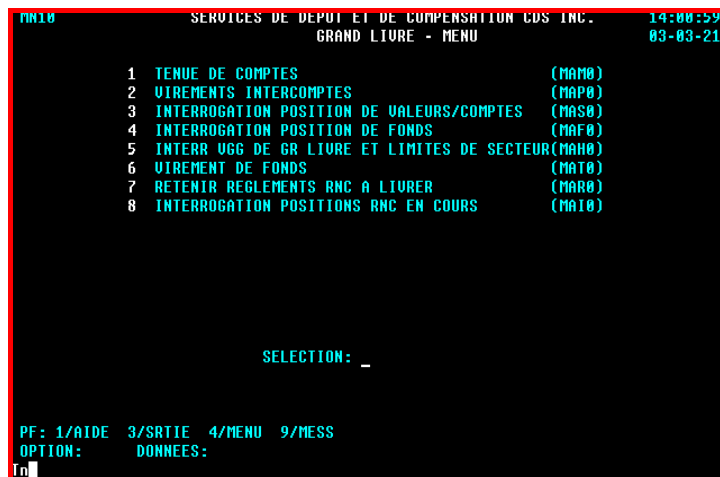 MN10 SERVICES DE DEPOT ET DE COMPENSATION CDS INC. 14:00:59
GRAND LIVRE - MENU 03-03-21
1 TENUE DE COMPTES (MAM0)
2 VIREMENTS INTERCOMPTES (MAP0)
3 INTERROGATION POSITION DE VALEURS/COMPTES (MAS0)
4 INTERROGATION POSITION DE FONDS (MAF0)
5 INTERR VGG DE GR LIVRE ET LIMITES DE SECTEUR(MAH0)
6 VIREMENT DE FONDS (MAT0)
7 RETENIR REGLEMENTS RNC A LIVRER (MAR0)
8 INTERROGATION POSITIONS RNC EN COURS (MAI0)
SELECTION: _
PF: 1/AIDE 3/SRTIE 4/MENU 9/MESS
OPTION: DONNEES: